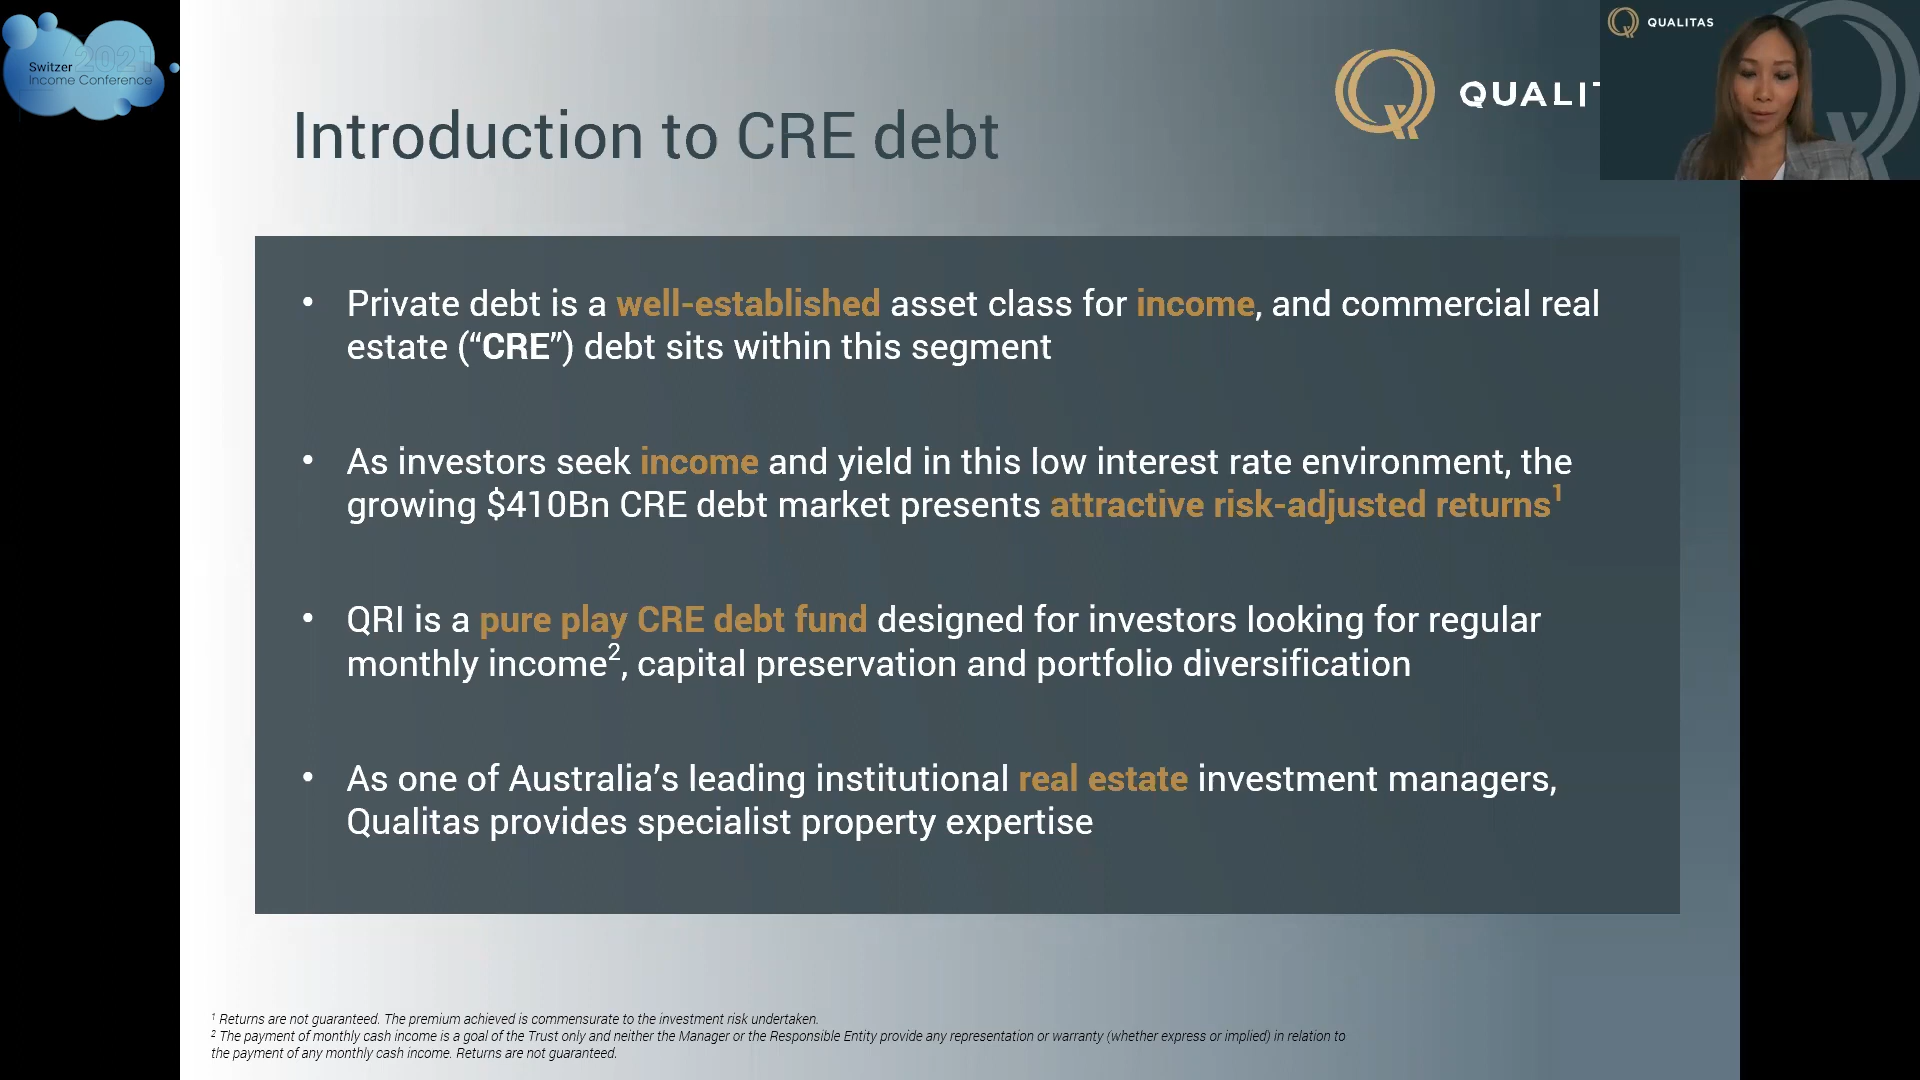 2021
Switzer
Income Conference
QUALITAS
QUALIT
Introduction to CRE debt
• Private debt is a well-established asset class for income, and commercial real
estate (“CRE”) debt sits within this segment
• As investors seek income and yield in this low interest rate environment, the
growing $410Bn CRE debt market presents attractive risk-adjusted returns¹
• QRI is a pure play CRE debt fund designed for investors looking for regular
monthly income², capital preservation and portfolio diversification
• As one of Australia’s leading institutional real estate investment managers,
Qualitas provides specialist property expertise
¹ Returns are not guaranteed. The premium achieved is commensurate to the investment risk undertaken.
² The payment of monthly cash income is a goal of the Trust only and neither the Manager or the Responsible Entity provide any representation or warranty (whether express or implied) in relation to
the payment of any monthly cash income. Returns are not guaranteed.